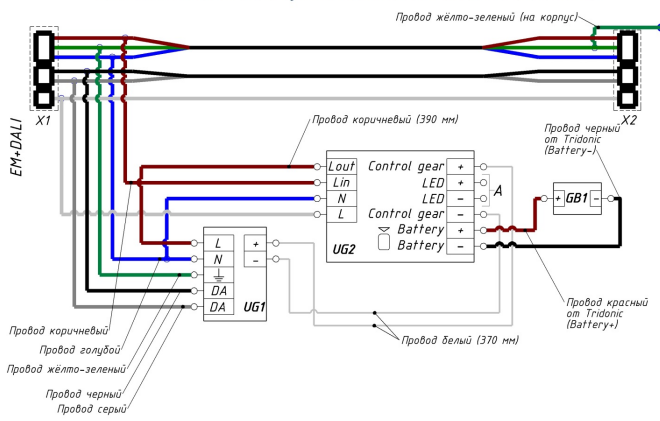 Провод жёлто-зеленый (на корпус)
X1
X2
EM+DALI
Провод коричневый (390 мм)
Провод черный
от Tridonic
(Battery-)
Lout
Lin
N
L
Control gear +
LED +
LED -
Control gear -
Battery +
Battery -
UG2
A
+ GB1 -
L
N
DA
DA
+
-
UG1
Провод красный
от Tridonic
(Battery+)
Провод белый (370 мм)
Провод коричневый
Провод голубой
Провод жёлто-зеленый
Провод черный
Провод серый